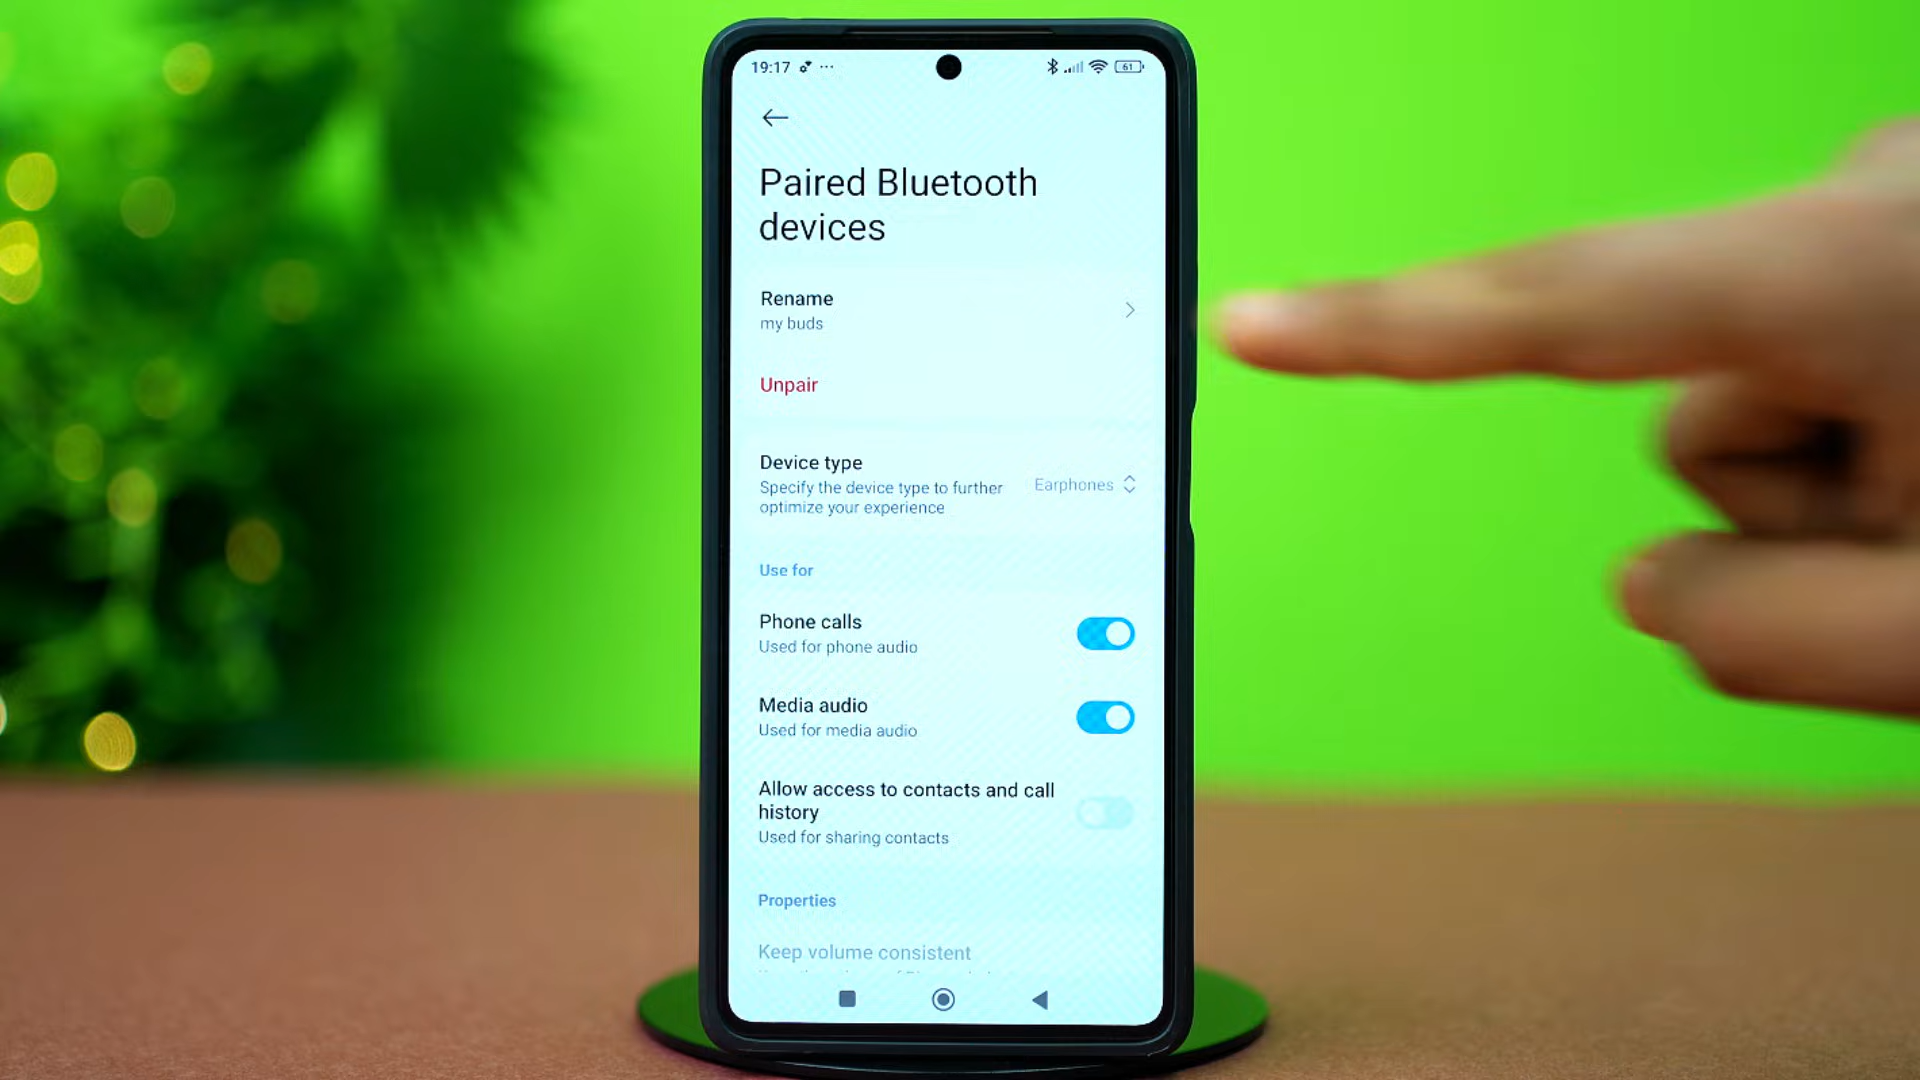 19:17
61
Paired Bluetooth
devices
Rename
my buds
Unpair
Device type
Specify the device type to further
optimize your experience
Earphones
Use for
Phone calls
Used for phone audio
Media audio
Used for media audio
Allow access to contacts and call
history
Used for sharing contacts
Properties
Keep volume consistent